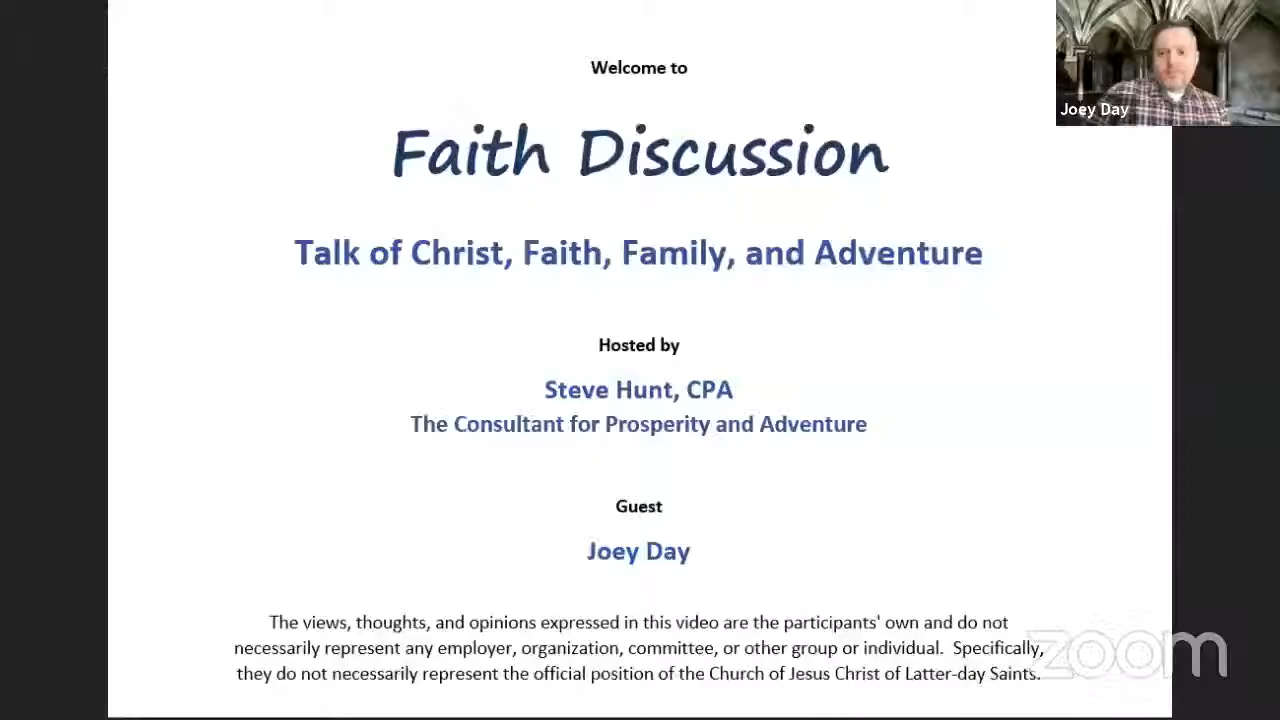 Welcome to
Faith Discussion
Talk of Christ, Faith, Family, and Adventure
Hosted by
Steve Hunt, CPA
The Consultant for Prosperity and Adventure
Guest
Joey Day
The views, thoughts, and opinions expressed in this video are the participants' own and do not
necessarily represent any employer, organization, committee, or other group or individual.  Specifically,
they do not necessarily represent the official position of the Church of Jesus Christ of Latter-day Saints.
Joey Day
zoom